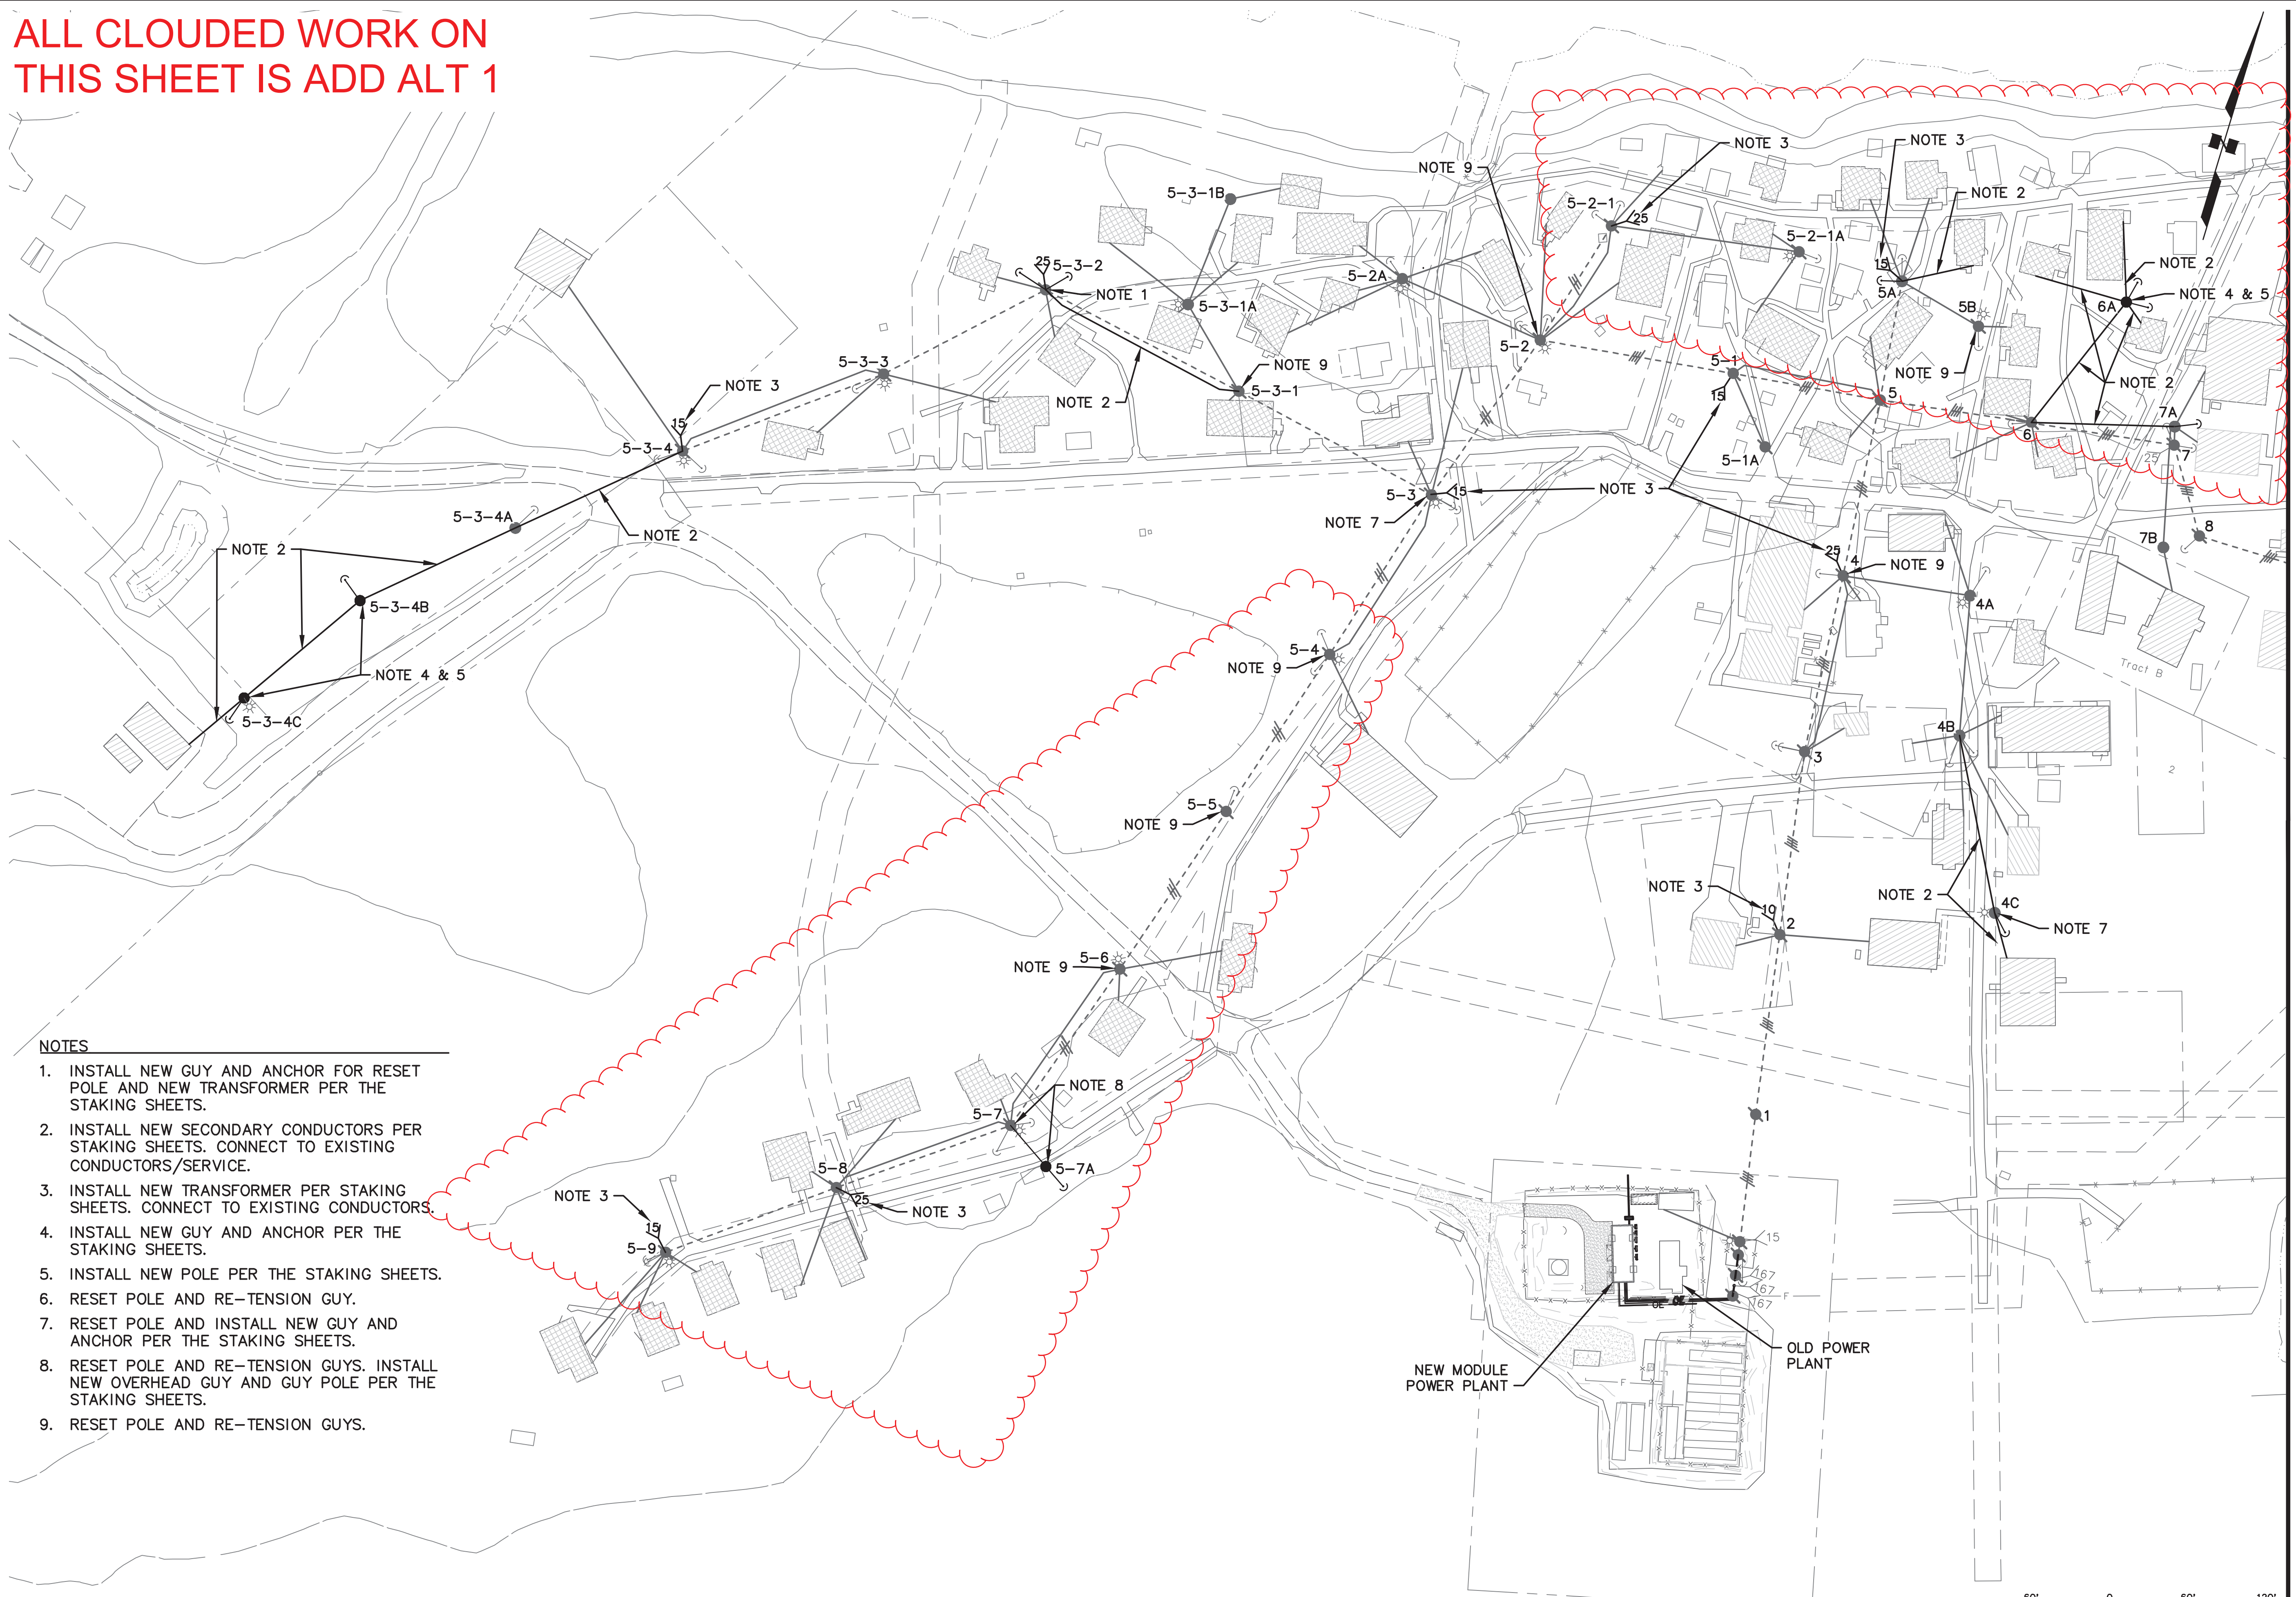 ALL CLOUDED WORK ON
THIS SHEET IS ADD ALT 1
NOTE 3
NOTE 3
NOTE 9
5-3-1B
5-2-1
25
NOTE 2
5-2-1A
NOTE 2
25
5-3-2
NOTE 1
5-2A
15
5A
6A
NOTE 4 & 5
5-3-1A
5B
5-2
5-3-3
NOTE 9
5-1
NOTE 9
NOTE 2
NOTE 3
5-3-1
NOTE 2
15
5
7A
15
6
5-3-4
7
25
5-1A
5-3
15
NOTE 3
NOTE 7
5-3-4A
NOTE 2
8
7B
NOTE 2
25
4
NOTE 9
5-3-4B
4A
5-4
NOTE 9
Tract B
NOTE 4 & 5
5-3-4C
4B
3
2
5-5
NOTE 9
NOTE 3
NOTE 2
10
2
4C
NOTE 7
5-6
NOTE 9
NOTES
1. INSTALL NEW GUY AND ANCHOR FOR RESET
POLE AND NEW TRANSFORMER PER THE
STAKING SHEETS.
2. INSTALL NEW SECONDARY CONDUCTORS PER
STAKING SHEETS. CONNECT TO EXISTING
CONDUCTORS/SERVICE.
3. INSTALL NEW TRANSFORMER PER STAKING
SHEETS. CONNECT TO EXISTING CONDUCTORS.
4. INSTALL NEW GUY AND ANCHOR PER THE
STAKING SHEETS.
5. INSTALL NEW POLE PER THE STAKING SHEETS.
6. RESET POLE AND RE-TENSION GUY.
7. RESET POLE AND INSTALL NEW GUY AND
ANCHOR PER THE STAKING SHEETS.
8. RESET POLE AND RE-TENSION GUYS. INSTALL
NEW OVERHEAD GUY AND GUY POLE PER THE
STAKING SHEETS.
9. RESET POLE AND RE-TENSION GUYS.
NOTE 8
5-7
1
5-8
5-7A
NOTE 3
25
NOTE 3
15
5-9
15
167
167
167
F
OE
OE
OLD POWER
PLANT
NEW MODULE
POWER PLANT
F
F